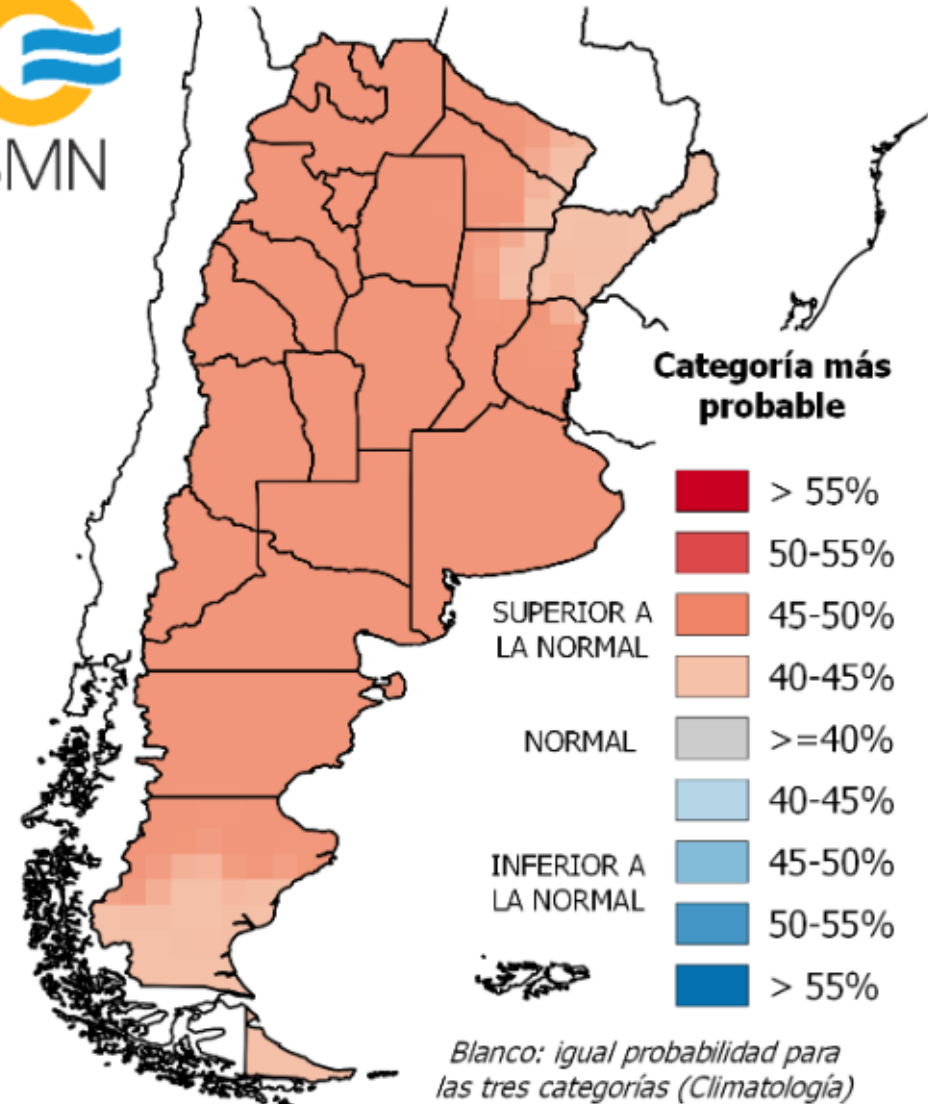 SMN
Categoría más
probable
> 55%
50-55%
SUPERIOR A
LA NORMAL
45-50%
40-45%
NORMAL
>=40%
40-45%
INFERIOR A
LA NORMAL
45-50%
50-55%
> 55%
Blanco: igual probabilidad para
las tres categorías (Climatología)